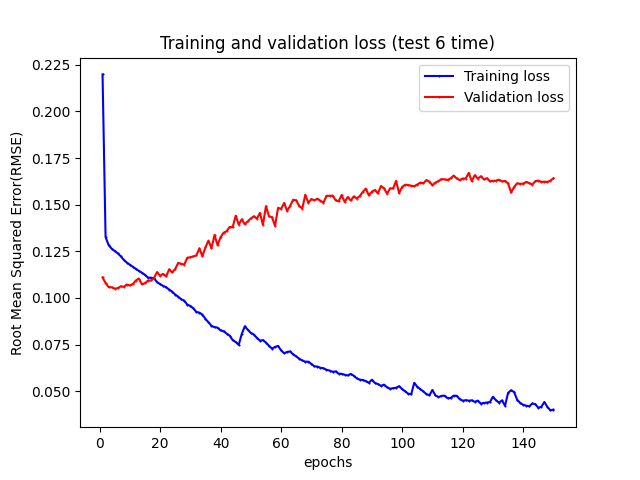 Training and validation loss (test 6 time)
Training loss
Validation loss
Root Mean Squared Error(RMSE)
0.225
0.200
0.175
0.150
0.125
0.100
0.075
0.050
0 20 40 60 80 100 120 140
epochs